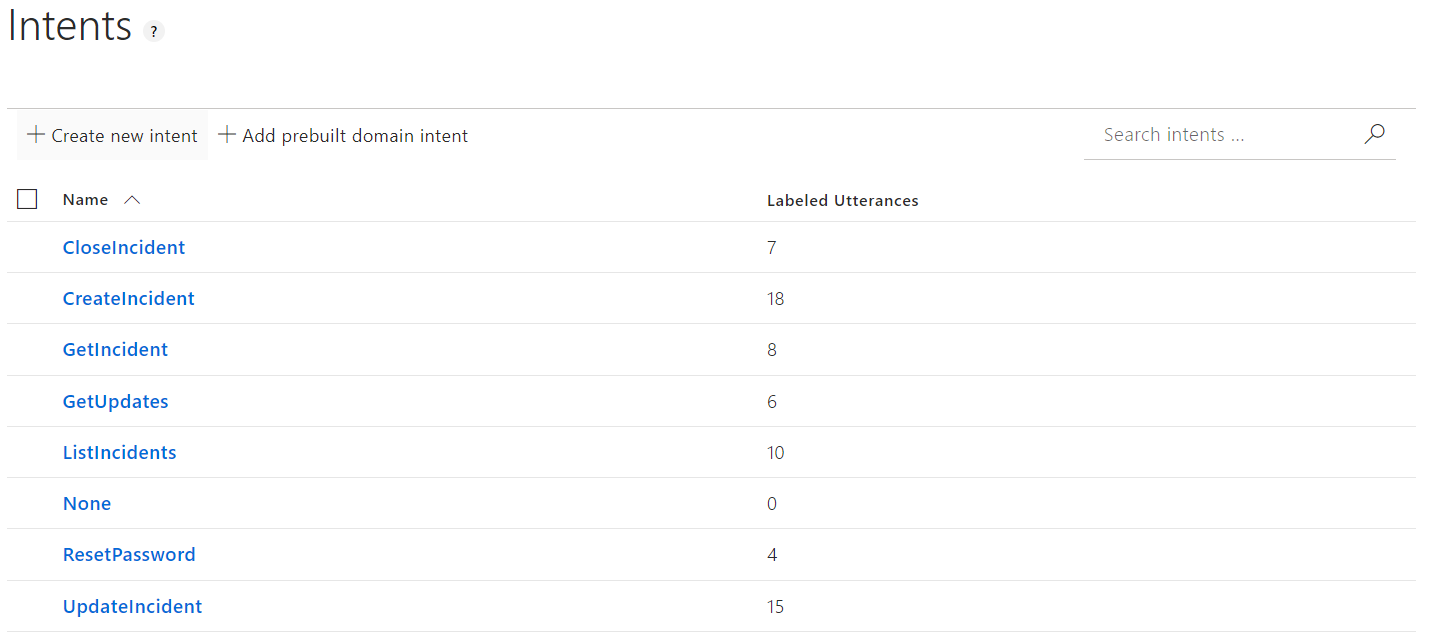 Intents ?
Create new intent Add prebuilt domain intent Search intents ...
Name Labeled Utterances
CloseIncident 7
CreateIncident 18
GetIncident 8
GetUpdates 6
ListIncidents 10
None 0
ResetPassword 4
UpdateIncident 15